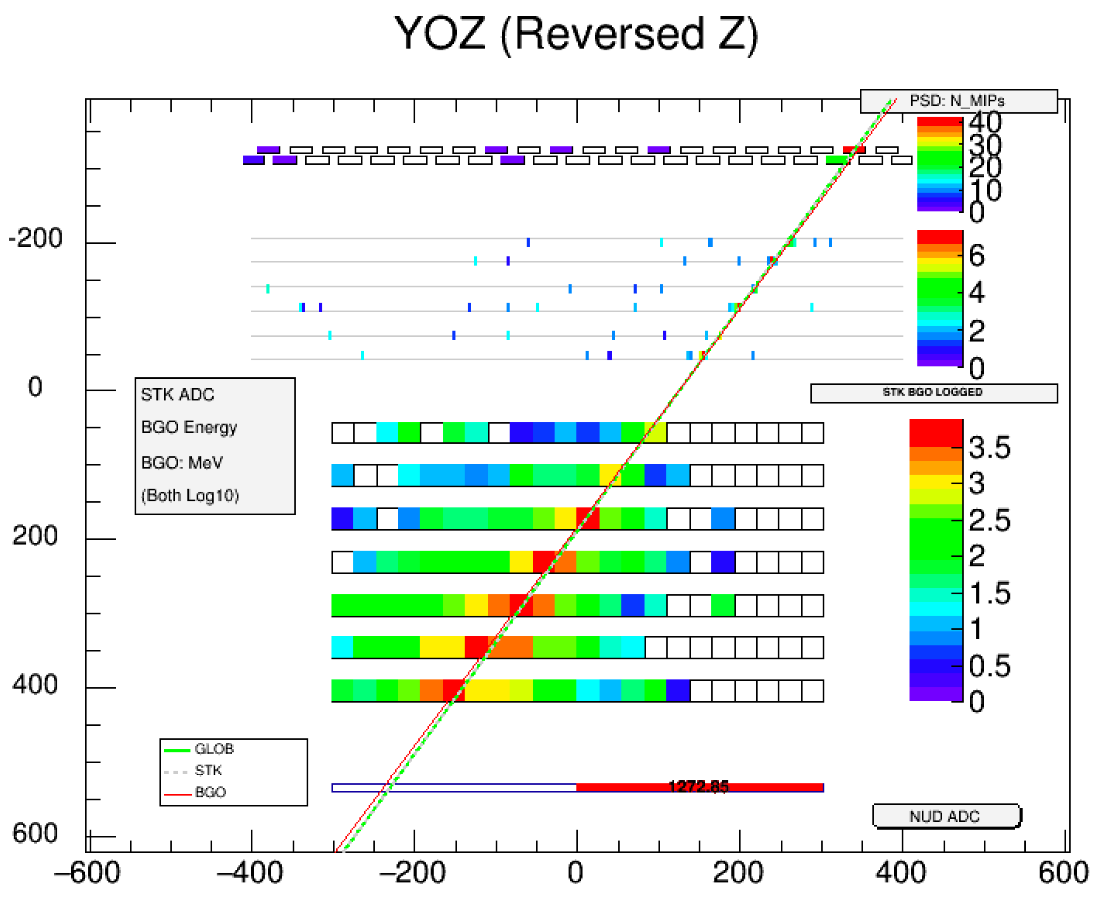 YOZ (Reversed Z)
PSD: N_MIPs
40
30
20
10
0
-200
6
4
2
0
0
STK ADC
BGO Energy
BGO: MeV
(Both Log10)
STK BGO LOGGED
3.5
3
2.5
2
1.5
1
0.5
0
200
400
GLOB
STK
BGO
1272.85
NUD ADC
600
−600
−400
−200
0
200
400
600